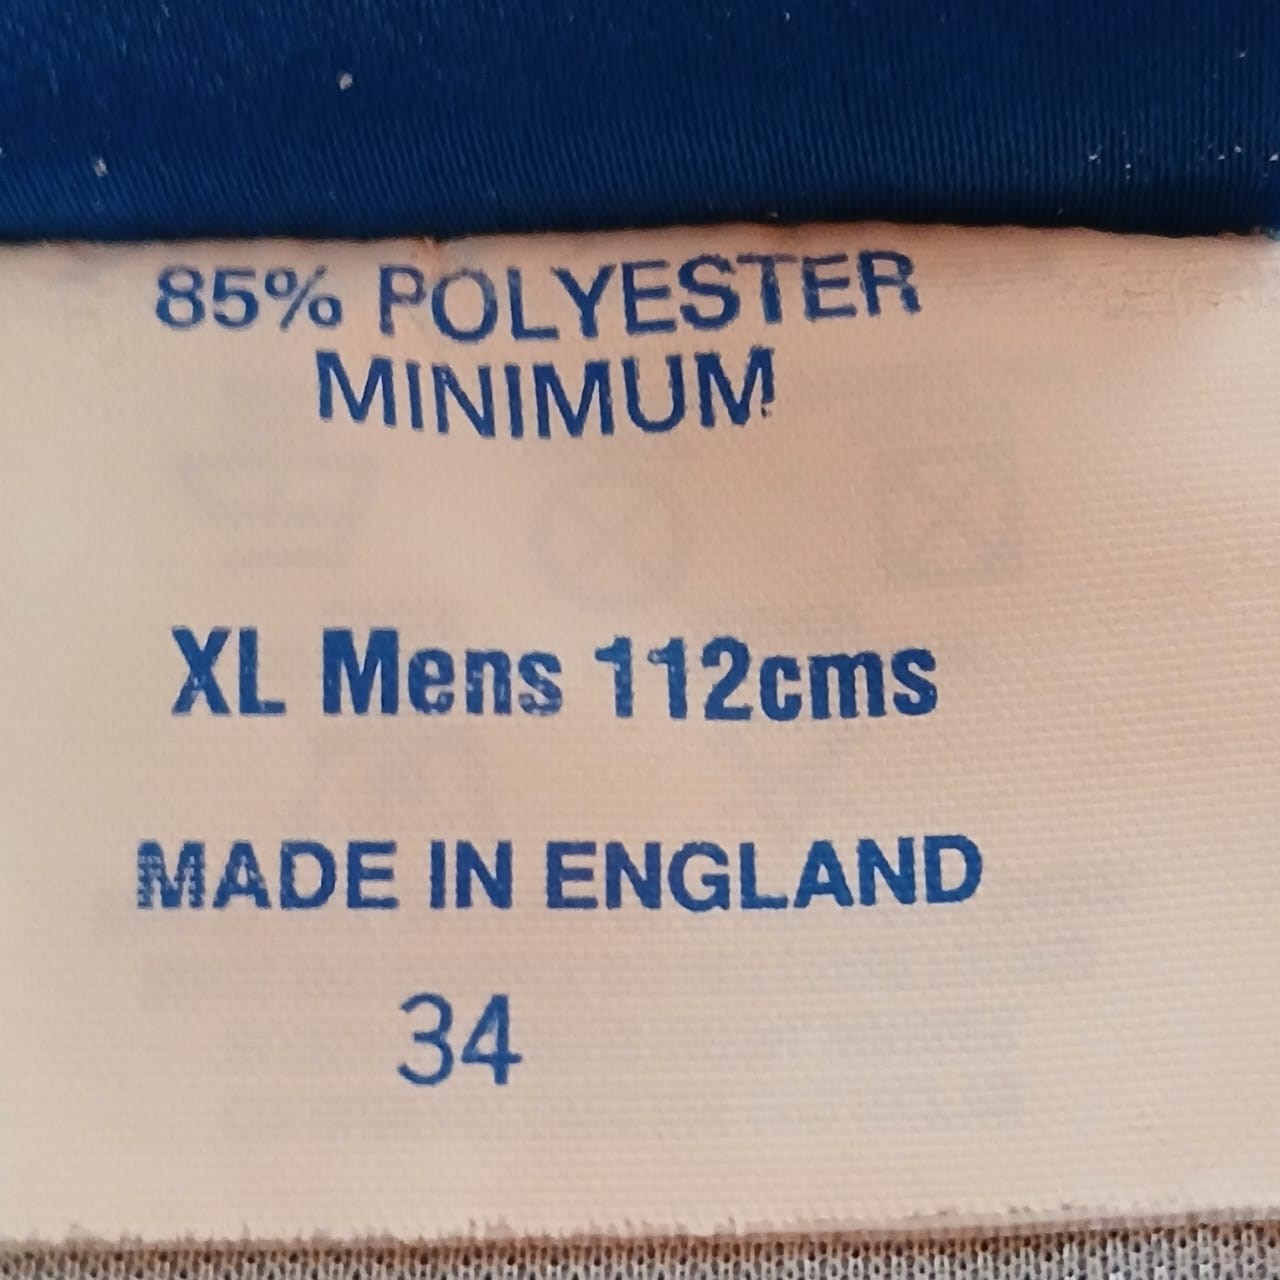 85% POLYESTER
MINIMUM
XL Mens 112cms
MADE IN ENGLAND
34